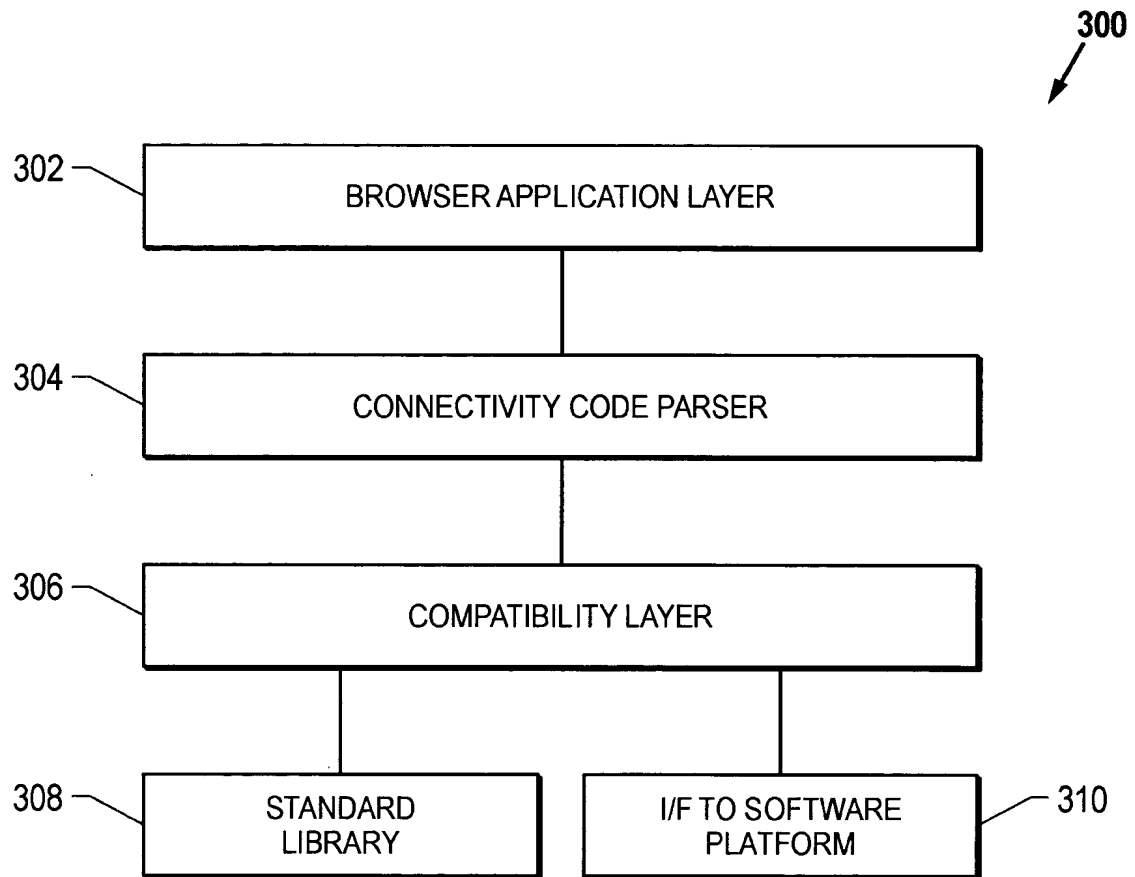 300
302
BROWSER APPLICATION LAYER
304
CONNECTIVITY CODE PARSER
306
COMPATIBILITY LAYER
308
STANDARD
LIBRARY
I/F TO SOFTWARE
PLATFORM
310